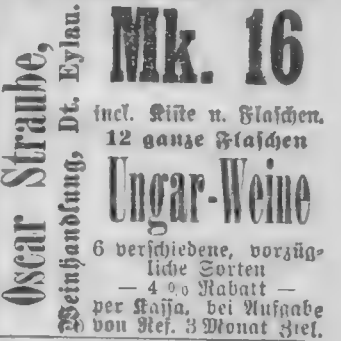 Oscar Straube,
Weinhandlung, Dt. Eylau.
Mk. 16
incl. Kiste u. Flaschen.
12 ganze Flaschen
Ungar-Weine
6 verschiedene, vorzüg-
liche Sorten
— 4 % Rabatt —
per Kassa, bei Aufgabe
von Ref. 3 Monat Ziel.